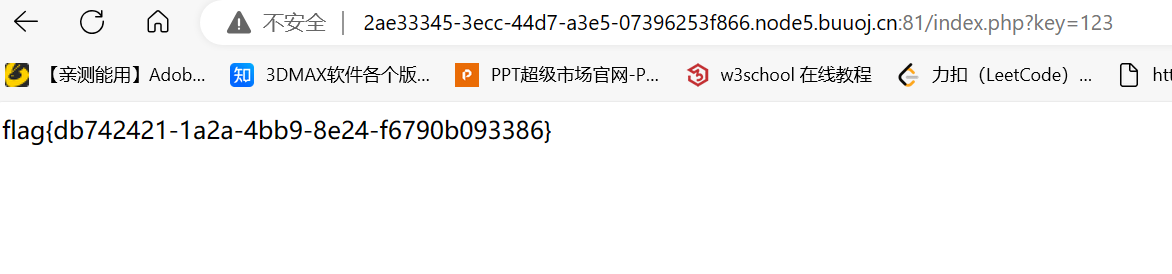 不安全 2ae33345-3ecc-44d7-a3e5-07396253f866.node5.buuoj.cn:81/index.php?key=123
【亲测能用】Adob... 知 3DMAX软件各个版... P PPT超级市场官网-P... w3school 在线教程 力扣（LeetCode）...
flag{db742421-1a2a-4bb9-8e24-f6790b093386}